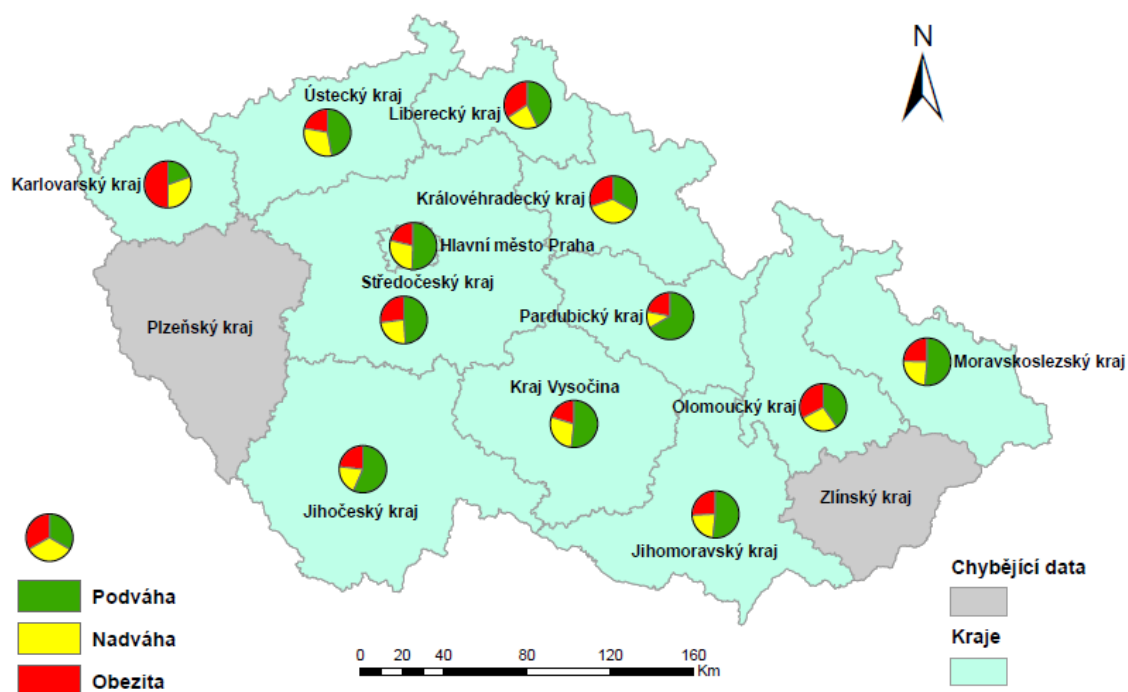 N
Ústecký kraj
Liberecký kraj
Karlovarský kraj
Královéhradecký kraj
Hlavní město Praha
Středočeský kraj
Plzeňský kraj
Pardubický kraj
Moravskoslezský kraj
Kraj Vysočina
Olomoucký kraj
Zlínský kraj
Jihočeský kraj
Jihomoravský kraj
Chybějící data
Kraje
Podváha
Nadváha
Obezita
0 20 40 80 120 160
Km